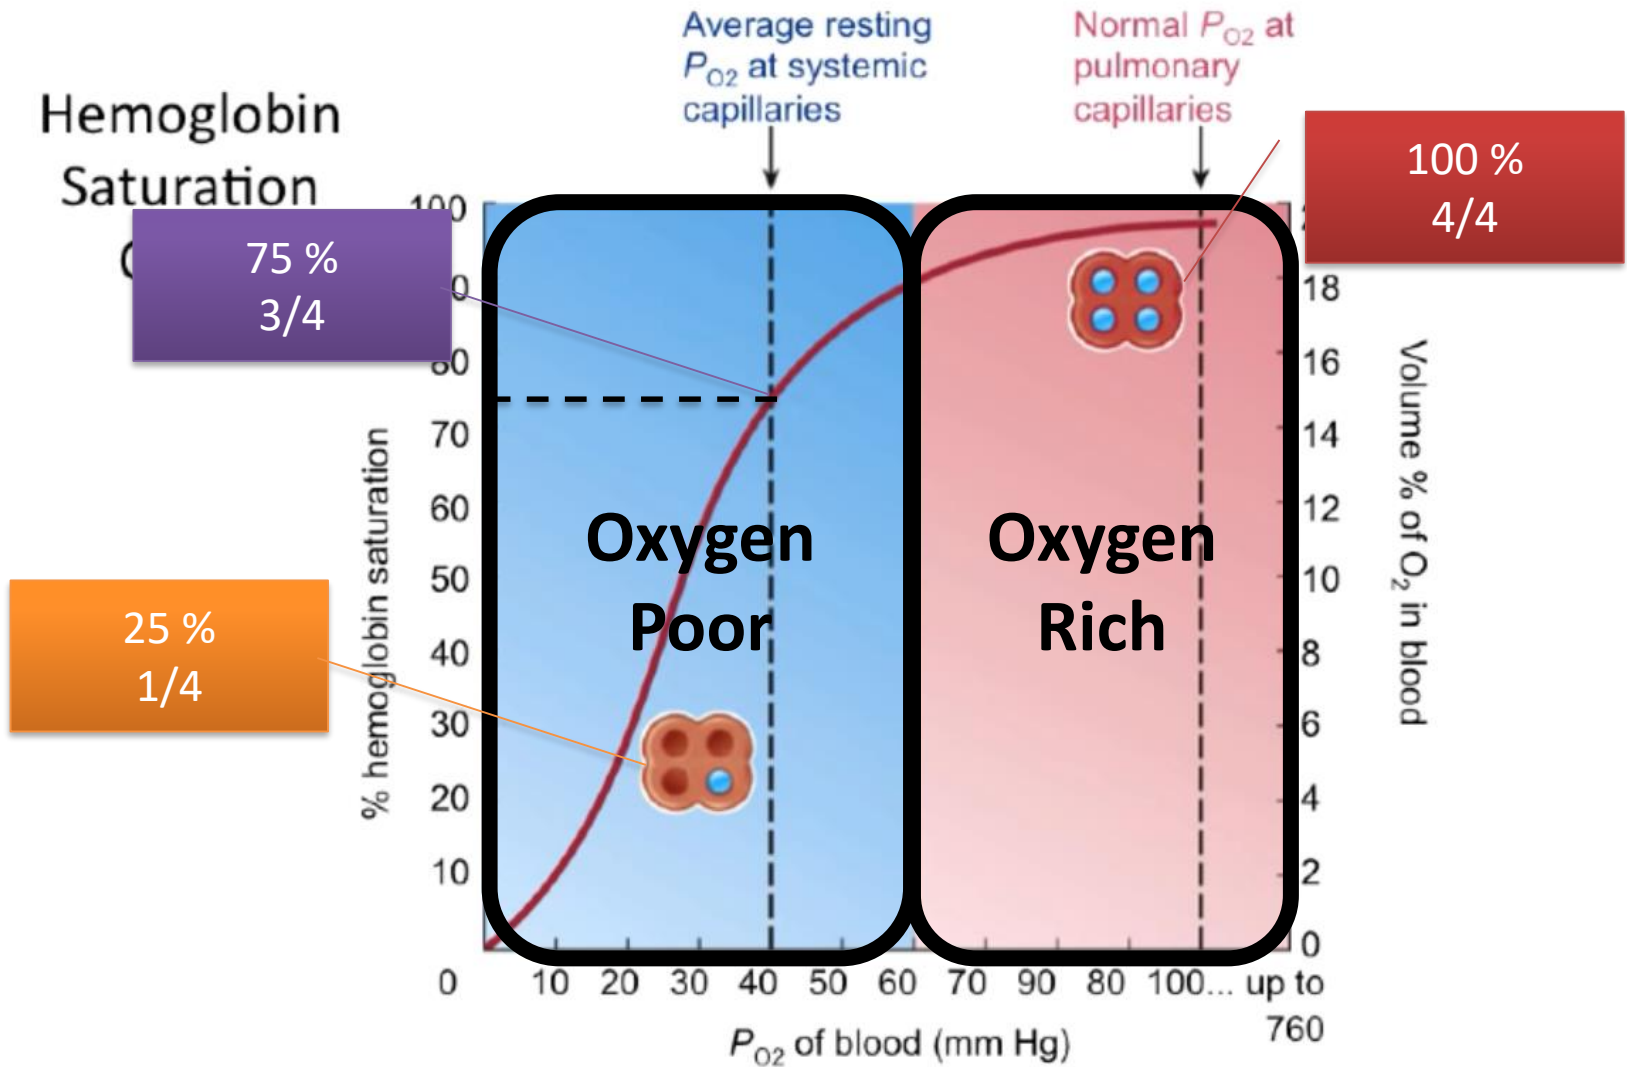 Average resting
PO2 at systemic
capillaries
Normal PO2 at
pulmonary
capillaries
Hemoglobin
Saturation
100 %
4/4
75 %
3/4
25 %
1/4
% hemoglobin saturation
100
80
70
60
50
40
30
20
10
Oxygen
Poor
Oxygen
Rich
18
16
14
12
10
8
6
4
2
0
Volume % of O2 in blood
0 10 20 30 40 50 60 70 90 80 100... up to
760
PO2 of blood (mm Hg)